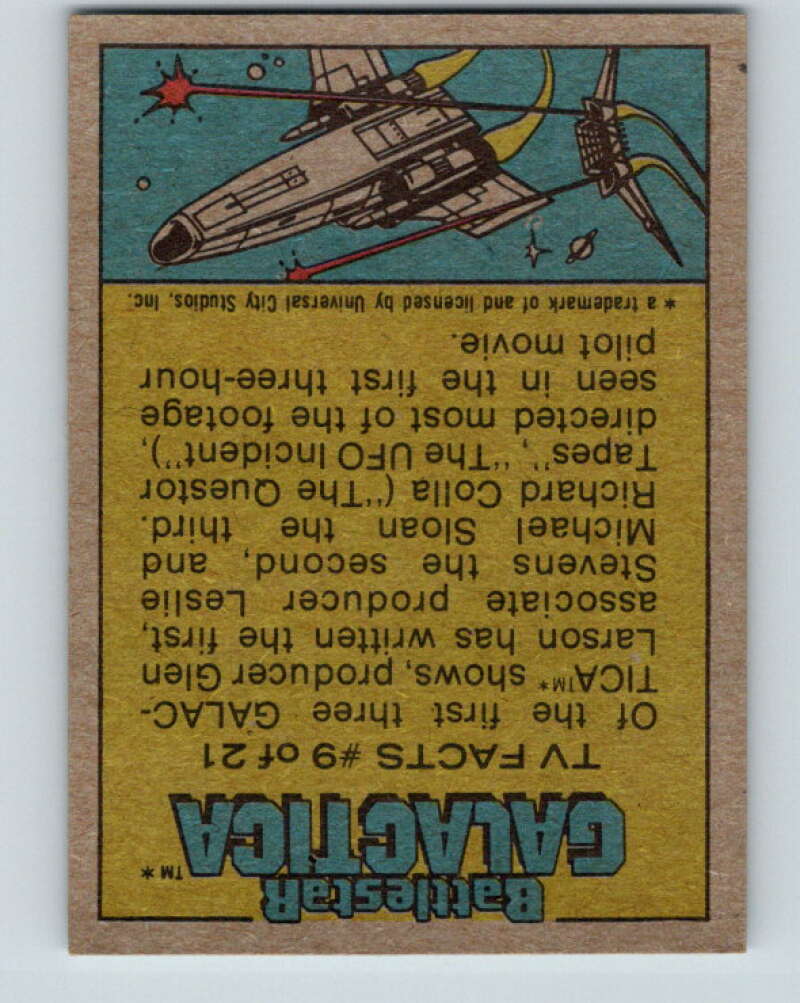 Battlestar
GALACTICA™*
TV FACTS #9 of 21
Of the first three GALAC-
TICA™* shows, producer Glen
Larson has written the first,
associate producer Leslie
Stevens the second, and
Michael Sloan the third.
Richard Colla ("The Questor
Tapes", "The UFO Incident"),
directed most of the footage
seen in the first three-hour
pilot movie.
* a trademark of and licensed by Universal City Studios, Inc.